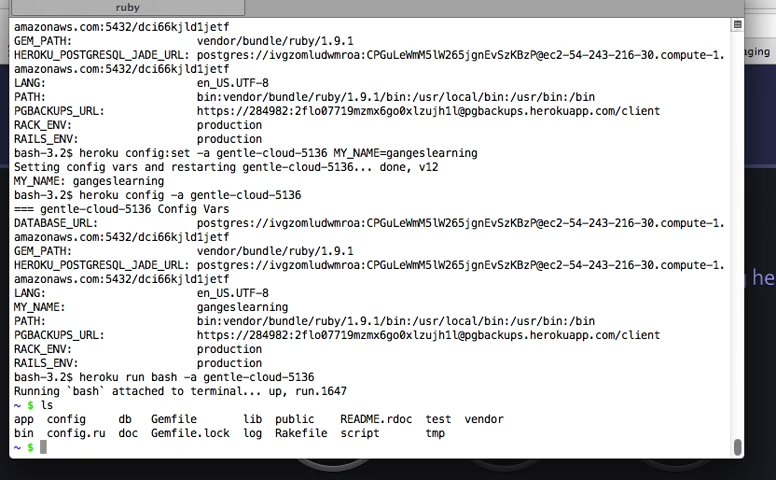 ruby
amazonaws.com:5432/dci66kjld1jetf
GEM_PATH: vendor/bundle/ruby/1.9.1
HEROKU_POSTGRESQL_JADE_URL: postgres://ivgzomludwmroa:CPGuLeWmM5lW265jgnEvSzKBzP@ec2-54-243-216-30.compute-1.
amazonaws.com:5432/dci66kjld1jetf
LANG: en_US.UTF-8
PATH: bin:vendor/bundle/ruby/1.9.1/bin:/usr/local/bin:/usr/bin:/bin
PGBACKUPS_URL: https://284982:2flo07719mzmx6go0xlzujh1l@pgbackups.herokuapp.com/client
RACK_ENV: production
RAILS_ENV: production
bash-3.2$ heroku config:set -a gentle-cloud-5136 MY_NAME=gangeslearning
Setting config vars and restarting gentle-cloud-5136... done, v12
MY_NAME: gangeslearning
bash-3.2$ heroku config -a gentle-cloud-5136
=== gentle-cloud-5136 Config Vars
DATABASE_URL: postgres://ivgzomludwmroa:CPGuLeWmM5lW265jgnEvSzKBzP@ec2-54-243-216-30.compute-1.
amazonaws.com:5432/dci66kjld1jetf
GEM_PATH: vendor/bundle/ruby/1.9.1
HEROKU_POSTGRESQL_JADE_URL: postgres://ivgzomludwmroa:CPGuLeWmM5lW265jgnEvSzKBzP@ec2-54-243-216-30.compute-1.
amazonaws.com:5432/dci66kjld1jetf
LANG: en_US.UTF-8
MY_NAME: gangeslearning
PATH: bin:vendor/bundle/ruby/1.9.1/bin:/usr/local/bin:/usr/bin:/bin
PGBACKUPS_URL: https://284982:2flo07719mzmx6go0xlzujh1l@pgbackups.herokuapp.com/client
RACK_ENV: production
RAILS_ENV: production
bash-3.2$ heroku run bash -a gentle-cloud-5136
Running `bash` attached to terminal... up, run.1647
~ $ ls
app config db Gemfile lib public README.rdoc test vendor
bin config.ru doc Gemfile.lock log Rakefile script tmp
~ $
aging
he